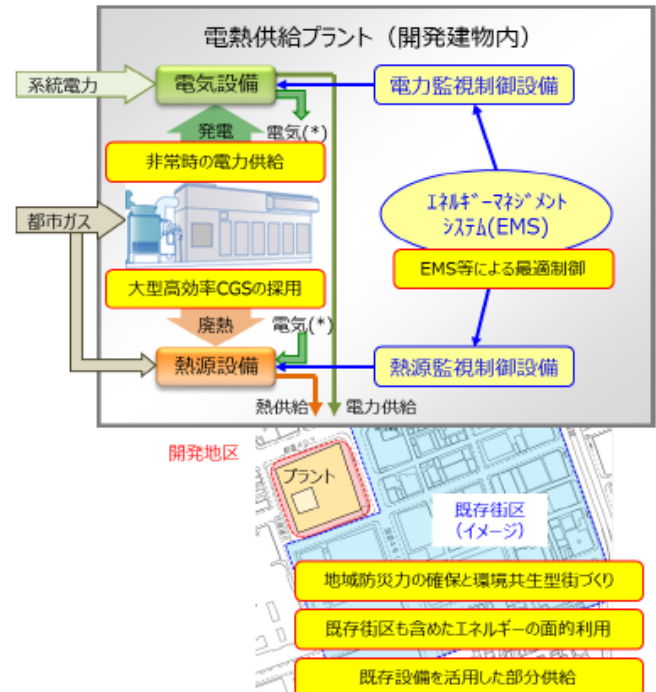 電熱供給プラント（開発建物内）
系統電力
電気設備
電力監視制御設備
発電
電気(*)
非常時の電力供給
都市ガス
ｴﾈﾙｷﾞｰﾏﾈｼﾞﾒﾝﾄ
ｼｽﾃﾑ(EMS)
EMS等による最適制御
大型高効率CGSの採用
廃熱
電気(*)
熱源設備
熱源監視制御設備
熱供給
電力供給
開発地区
プラント
既存街区
（イメージ）
地域防災力の確保と環境共生型街づくり
既存街区も含めたエネルギーの面的利用
既存設備を活用した部分供給